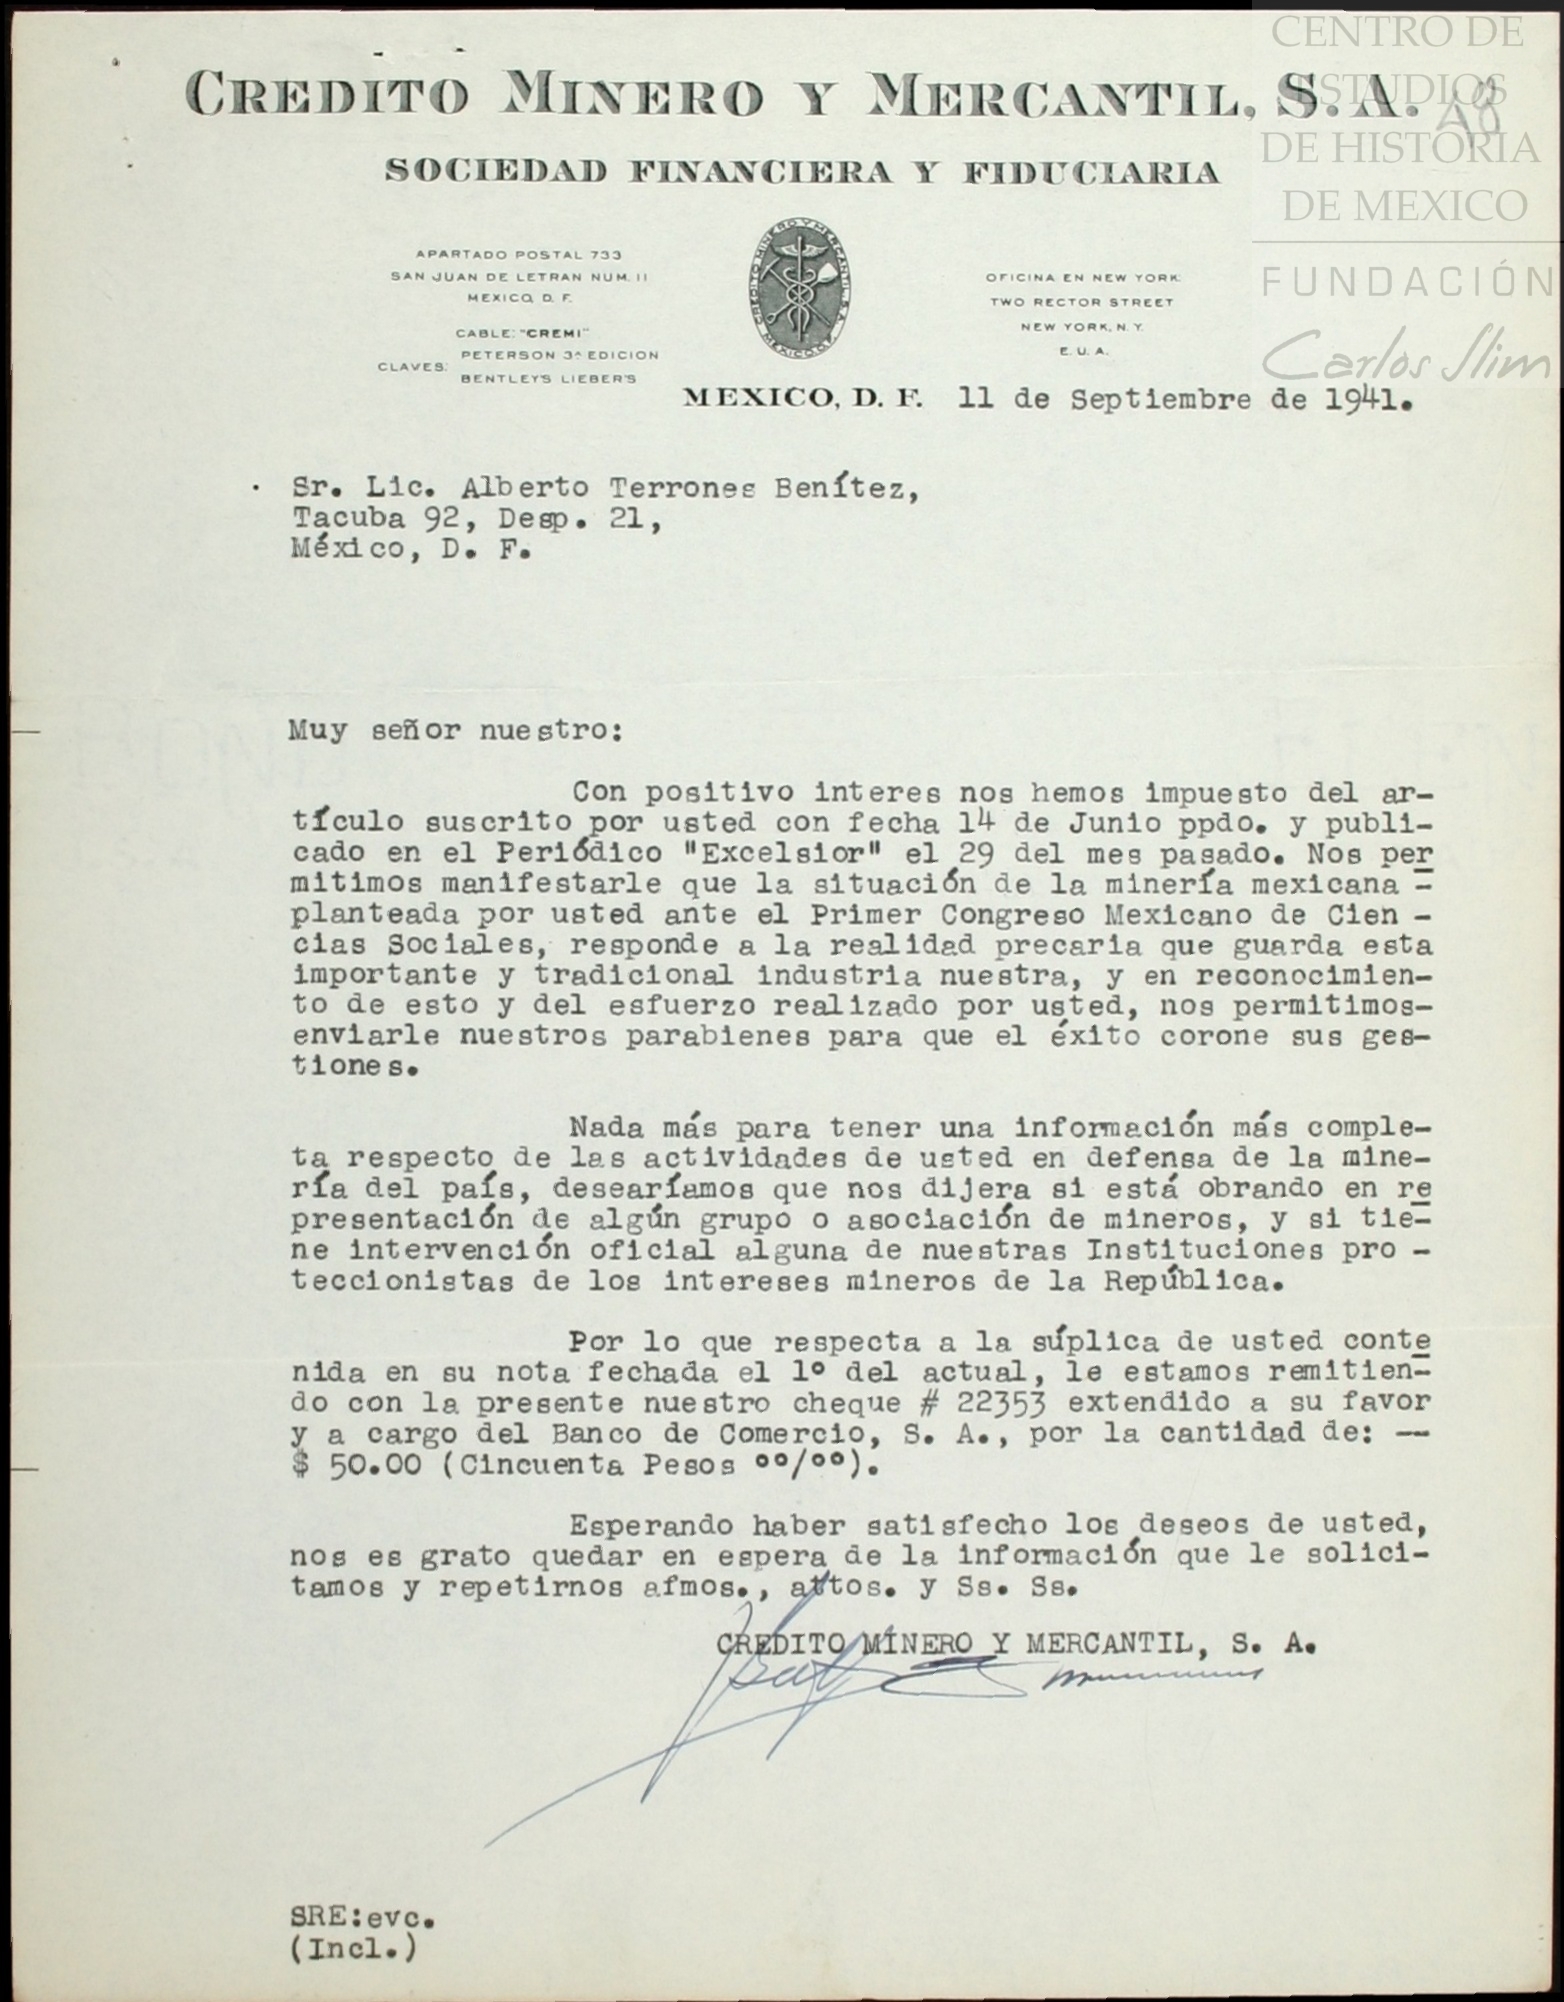 CREDITO MINERO Y MERCANTIL, S. A.
SOCIEDAD FINANCIERA Y FIDUCIARIA
APARTADO POSTAL 733
SAN JUAN DE LETRAN NUM. 11
MEXICO, D. F.
CABLE: "CREMI"
CLAVES:
PETERSON 3ª EDICION
BENTLEY'S LIEBER'S
CREDITO MINERO Y MERCANTIL, S.A.
MEXICO, D.F.
OFICINA EN NEW YORK:
TWO RECTOR STREET
NEW YORK, N. Y.
E. U. A.
CENTRO DE
ESTUDIOS
DE HISTORIA
DE MEXICO
FUNDACIÓN
Carlos Slim
MEXICO, D. F. 11 de Septiembre de 1941.
Sr. Lic. Alberto Terrones Benítez,
Tacuba 92, Desp. 21,
México, D. F.
Muy señor nuestro:
Con positivo interes nos hemos impuesto del ar-
tículo suscrito por usted con fecha 14 de Junio ppdo. y publi-
cado en el Periódico "Excelsior" el 29 del mes pasado. Nos per
mitimos manifestarle que la situación de la minería mexicana -
planteada por usted ante el Primer Congreso Mexicano de Cien -
cias Sociales, responde a la realidad precaria que guarda esta
importante y tradicional industria nuestra, y en reconocimien-
to de esto y del esfuerzo realizado por usted, nos permitimos-
enviarle nuestros parabienes para que el éxito corone sus ges-
tiones.
Nada más para tener una información más comple-
ta respecto de las actividades de usted en defensa de la mine-
ría del país, desearíamos que nos dijera si está obrando en re
presentación de algún grupo o asociación de mineros, y si tie-
ne intervención oficial alguna de nuestras Instituciones pro -
teccionistas de los intereses mineros de la República.
Por lo que respecta a la súplica de usted conte
nida en su nota fechada el 1º del actual, le estamos remitien-
do con la presente nuestro cheque # 22353 extendido a su favor
y a cargo del Banco de Comercio, S. A., por la cantidad de: --
$ 50.00 (Cincuenta Pesos ºº/ºº).
Esperando haber satisfecho los deseos de usted,
nos es grato quedar en espera de la información que le solici-
tamos y repetirnos afmos., attos. y Ss. Ss.
CREDITO MINERO Y MERCANTIL, S. A.
SRE:evc.
(Incl.)